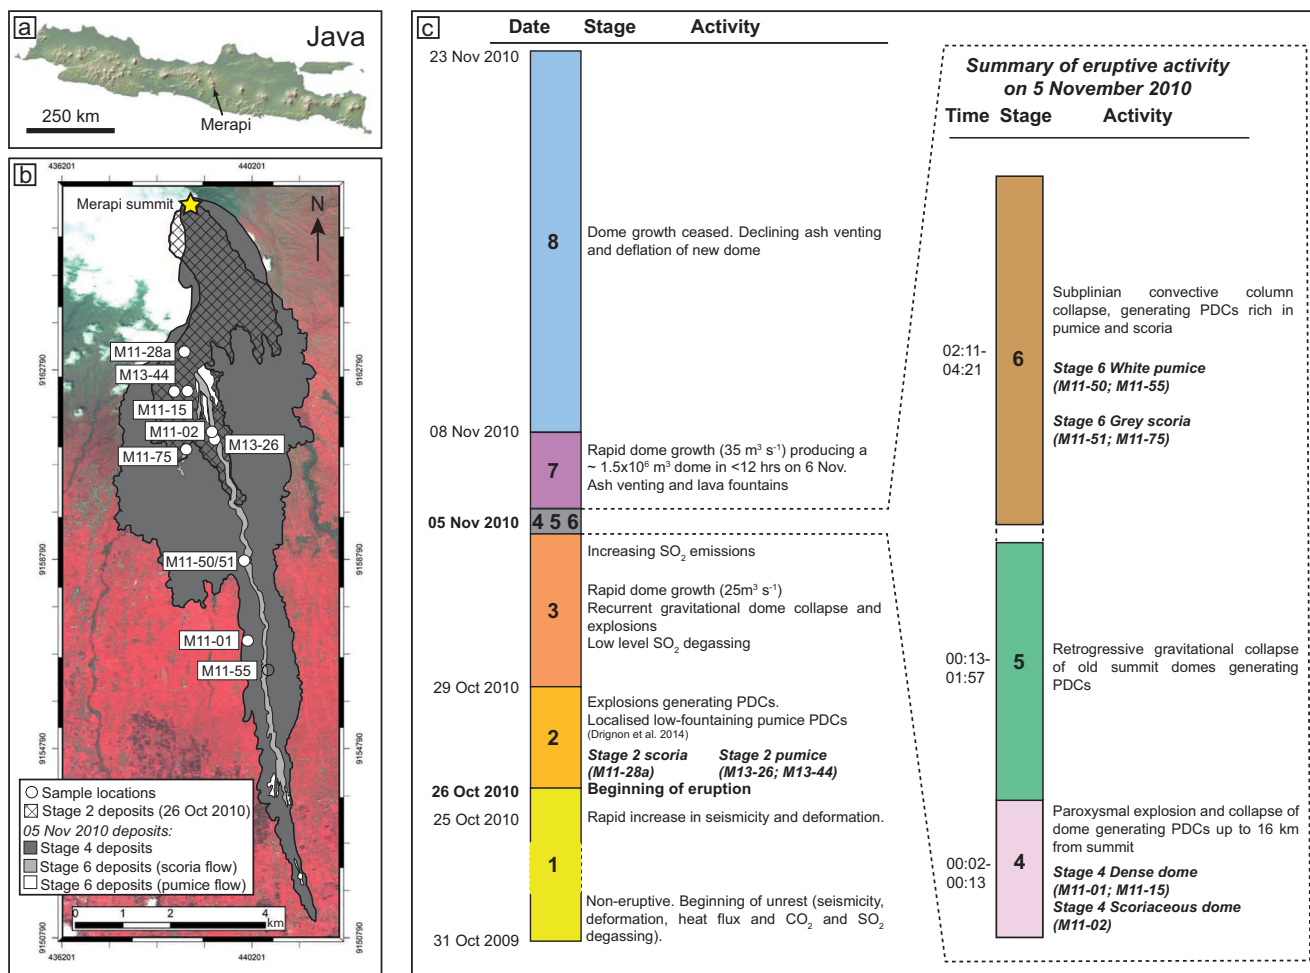 a
Java
250 km
Merapi
b
436201
440201
Merapi summit
N
M11-28a
9162790
9162790
M13-44
M11-15
M11-02
M13-26
M11-75
9158790
9158790
M11-50/51
M11-01
M11-55
9154790
9154790
Sample locations
Stage 2 deposits (26 Oct 2010)
05 Nov 2010 deposits:
Stage 4 deposits
Stage 6 deposits (scoria flow)
Stage 6 deposits (pumice flow)
0 1 2 4
km
9150790
9150790
436201
440201
c
Date Stage Activity
23 Nov 2010
8
Dome growth ceased. Declining ash venting
and deflation of new dome
08 Nov 2010
7
Rapid dome growth (35 m³ s⁻¹) producing a
~ 1.5x10⁶ m³ dome in <12 hrs on 6 Nov.
Ash venting and lava fountains
05 Nov 2010
4 5 6
3
Increasing SO₂ emissions
Rapid dome growth (25m³ s⁻¹)
Recurrent gravitational dome collapse and
explosions
Low level SO₂ degassing
29 Oct 2010
2
Explosions generating PDCs.
Localised low-fountaining pumice PDCs
(Drignon et al. 2014)
Stage 2 scoria Stage 2 pumice
(M11-28a) (M13-26; M13-44)
26 Oct 2010
Beginning of eruption
25 Oct 2010
Rapid increase in seismicity and deformation.
1
Non-eruptive. Beginning of unrest (seismicity,
deformation, heat flux and CO₂ and SO₂
degassing).
31 Oct 2009
Summary of eruptive activity
on 5 November 2010
Time Stage Activity
02:11-
04:21
6
Subplinian convective column
collapse, generating PDCs rich in
pumice and scoria
Stage 6 White pumice
(M11-50; M11-55)
Stage 6 Grey scoria
(M11-51; M11-75)
00:13-
01:57
5
Retrogressive gravitational collapse
of old summit domes generating
PDCs
00:02-
00:13
4
Paroxysmal explosion and collapse of
dome generating PDCs up to 16 km
from summit
Stage 4 Dense dome
(M11-01; M11-15)
Stage 4 Scoriaceous dome
(M11-02)